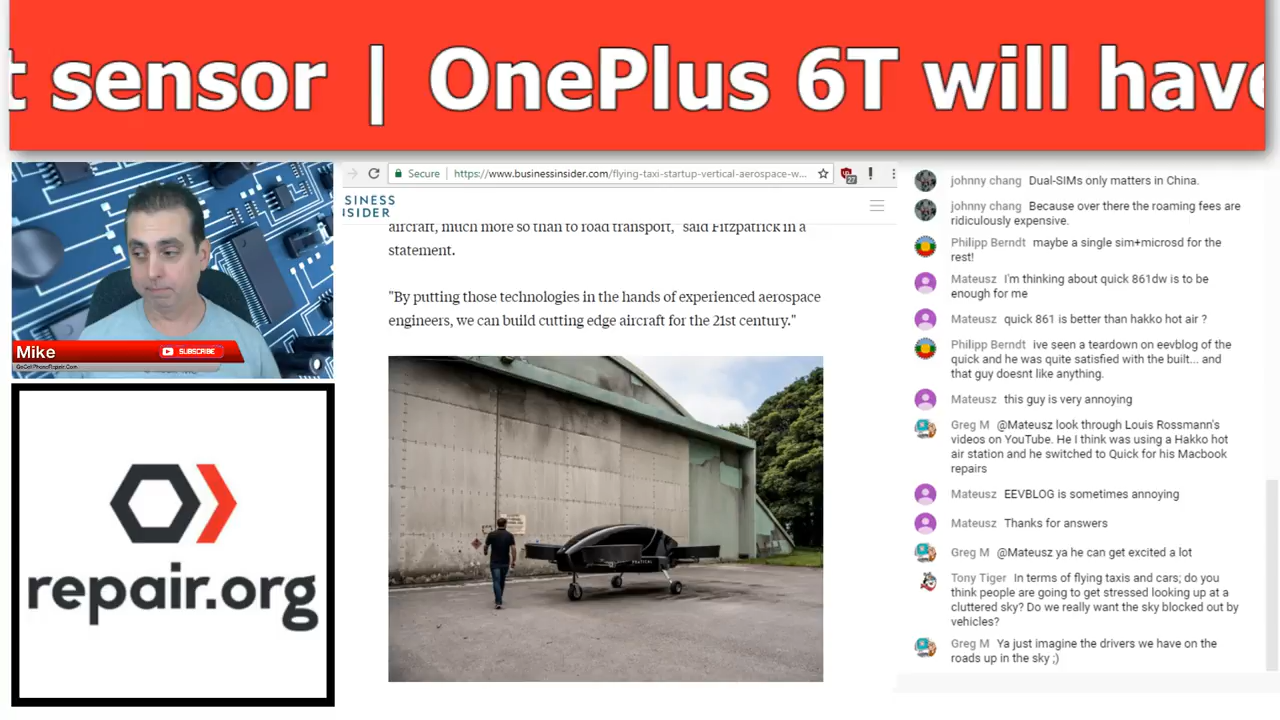 t sensor | OnePlus 6T will have
Mike
SUBSCRIBE
repair.org
Secure
https://www.businessinsider.com/flying-taxi-startup-vertical-aerospace-w...
27
SINESS
ISIDER
aircraft, much more so than to road transport," said Fitzpatrick in a
statement.
"By putting those technologies in the hands of experienced aerospace
engineers, we can build cutting edge aircraft for the 21st century."
johnny chang Dual-SIMs only matters in China.
johnny chang Because over there the roaming fees are
ridiculously expensive.
Philipp Berndt maybe a single sim+microsd for the
rest!
Mateusz I'm thinking about quick 861dw is to be
enough for me
Mateusz quick 861 is better than hakko hot air ?
Philipp Berndt ive seen a teardown on eevblog of the
quick and he was quite satisfied with the built... and
that guy doesnt like anything.
Mateusz this guy is very annoying
Greg M @Mateusz look through Louis Rossmann's
videos on YouTube. He I think was using a Hakko hot
air station and he switched to Quick for his Macbook
repairs
Mateusz EEVBLOG is sometimes annoying
Mateusz Thanks for answers
Greg M @Mateusz ya he can get excited a lot
Tony Tiger In terms of flying taxis and cars; do you
think people are going to get stressed looking up at a
cluttered sky? Do we really want the sky blocked out by
vehicles?
Greg M Ya just imagine the drivers we have on the
roads up in the sky ;)